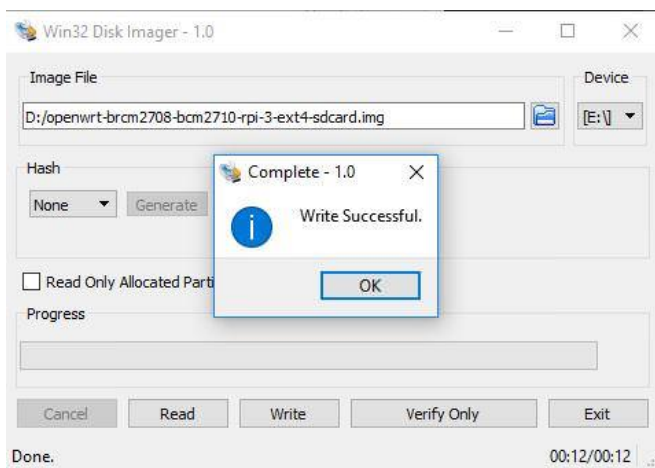 Win32 Disk Imager - 1.0
Image File
Device
D:/openwrt-brcm2708-bcm2710-rpi-3-ext4-sdcard.img
[E:\]
Hash
None
Generate
Complete - 1.0
Write Successful.
OK
Read Only Allocated Parti
Progress
Cancel
Read
Write
Verify Only
Exit
Done.
00:12/00:12